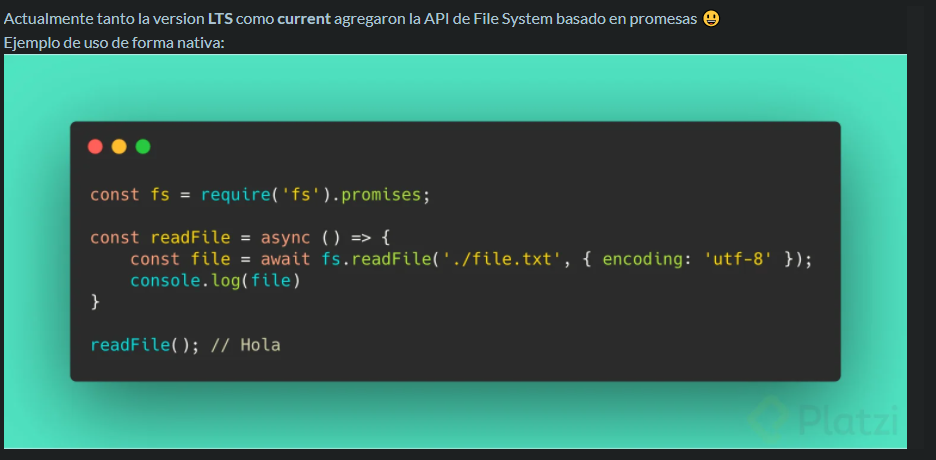 Actualmente tanto la version LTS como current agregaron la API de File System basado en promesas 😃
Ejemplo de uso de forma nativa:
const fs = require('fs').promises;
const readFile = async () => {
    const file = await fs.readFile('./file.txt', { encoding: 'utf-8' });
    console.log(file)
}
readFile(); // Hola
Platzi